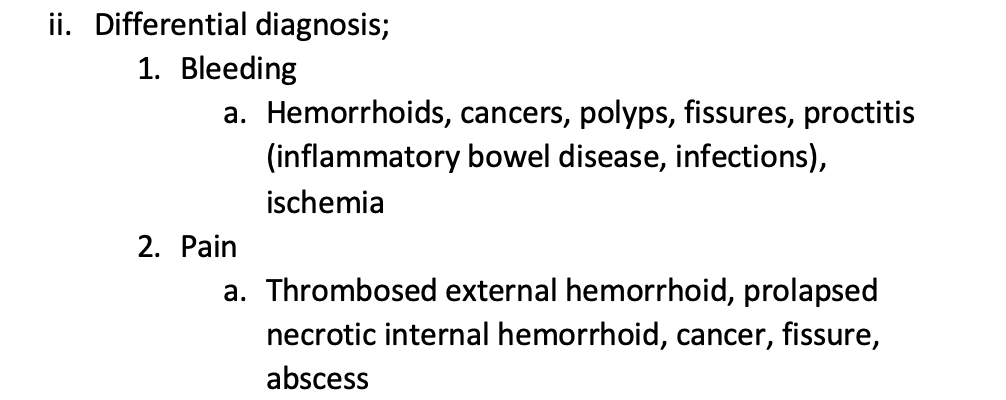 ii. Differential diagnosis;
1. Bleeding
a. Hemorrhoids, cancers, polyps, fissures, proctitis
(inflammatory bowel disease, infections),
ischemia
2. Pain
a. Thrombosed external hemorrhoid, prolapsed
necrotic internal hemorrhoid, cancer, fissure,
abscess